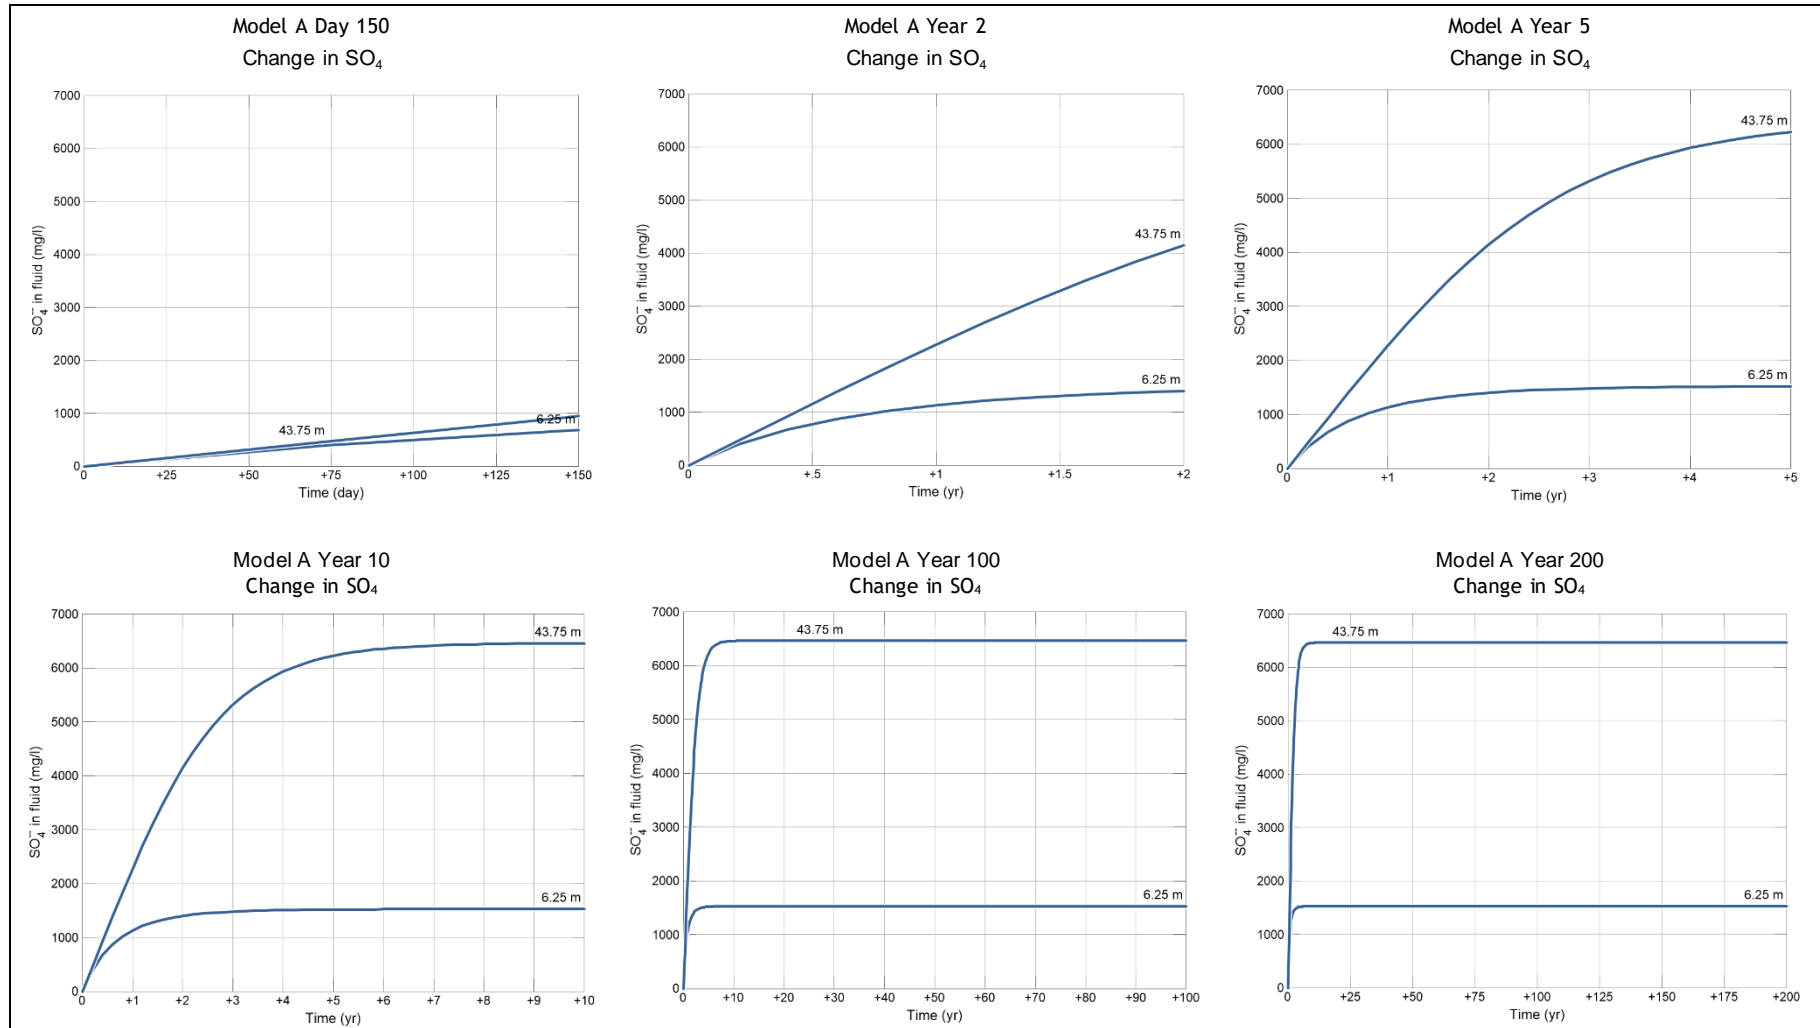 Model A Day 150
Change in SO₄
7000
6000
5000
4000
3000
2000
1000
0
SO₄⁻⁻ in fluid (mg/l)
43.75 m
6.25 m
0 +25 +50 +75 +100 +125 +150
Time (day)
Model A Year 2
Change in SO₄
7000
6000
5000
4000
3000
2000
1000
0
SO₄⁻⁻ in fluid (mg/l)
43.75 m
6.25 m
0 +.5 +1 +1.5 +2
Time (yr)
Model A Year 5
Change in SO₄
7000
6000
5000
4000
3000
2000
1000
0
SO₄⁻⁻ in fluid (mg/l)
43.75 m
6.25 m
0 +1 +2 +3 +4 +5
Time (yr)
Model A Year 10
Change in SO₄
7000
6000
5000
4000
3000
2000
1000
0
SO₄⁻⁻ in fluid (mg/l)
43.75 m
6.25 m
0 +1 +2 +3 +4 +5 +6 +7 +8 +9 +10
Time (yr)
Model A Year 100
Change in SO₄
7000
6000
5000
4000
3000
2000
1000
0
SO₄⁻⁻ in fluid (mg/l)
43.75 m
6.25 m
0 +10 +20 +30 +40 +50 +60 +70 +80 +90 +100
Time (yr)
Model A Year 200
Change in SO₄
7000
6000
5000
4000
3000
2000
1000
0
SO₄⁻⁻ in fluid (mg/l)
43.75 m
6.25 m
0 +25 +50 +75 +100 +125 +150 +175 +200
Time (yr)